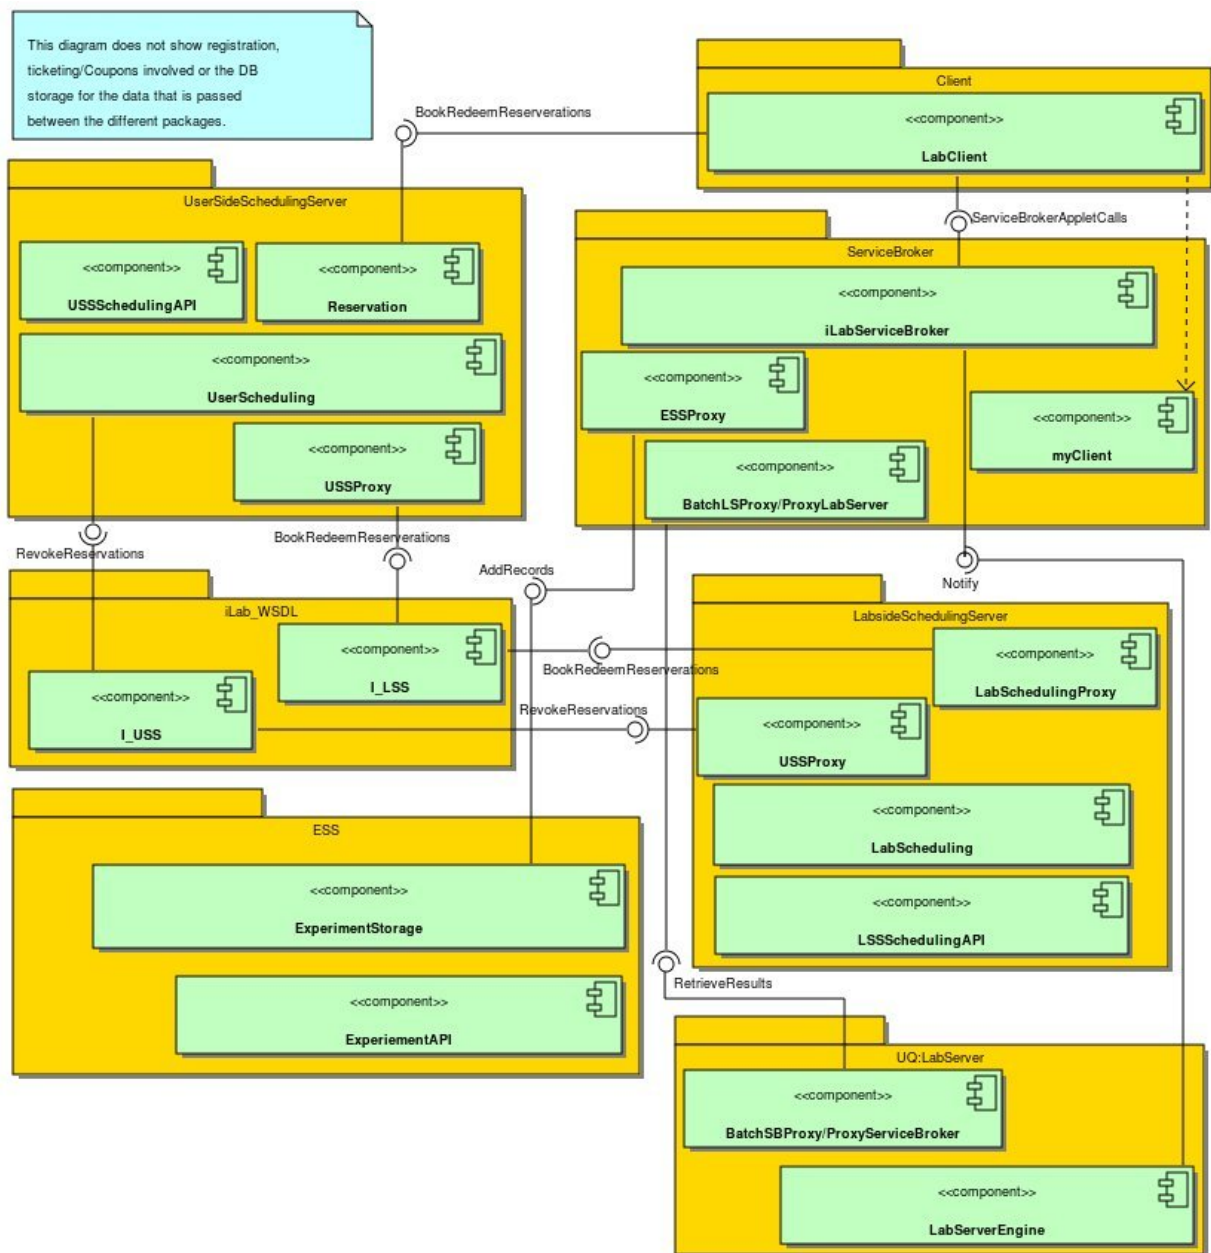 This diagram does not show registration,
ticketing/Coupons involved or the DB
storage for the data that is passed
between the different packages.
Client
<<component>>
LabClient
BookRedeemReserverations
UserSideSchedulingServer
<<component>>
USSSchedulingAPI
<<component>>
Reservation
<<component>>
UserScheduling
<<component>>
USSProxy
ServiceBrokerAppletCalls
ServiceBroker
<<component>>
iLabServiceBroker
<<component>>
ESSProxy
<<component>>
myClient
<<component>>
BatchLSProxy/ProxyLabServer
RevokeReservations
BookRedeemReserverations
AddRecords
Notify
iLab_WSDL
<<component>>
I_LSS
<<component>>
I_USS
BookRedeemReserverations
RevokeReservations
LabsideSchedulingServer
<<component>>
LabSchedulingProxy
<<component>>
USSProxy
<<component>>
LabScheduling
<<component>>
LSSSchedulingAPI
ESS
<<component>>
ExperimentStorage
<<component>>
ExperiementAPI
RetrieveResults
UQ:LabServer
<<component>>
BatchSBProxy/ProxyServiceBroker
<<component>>
LabServerEngine